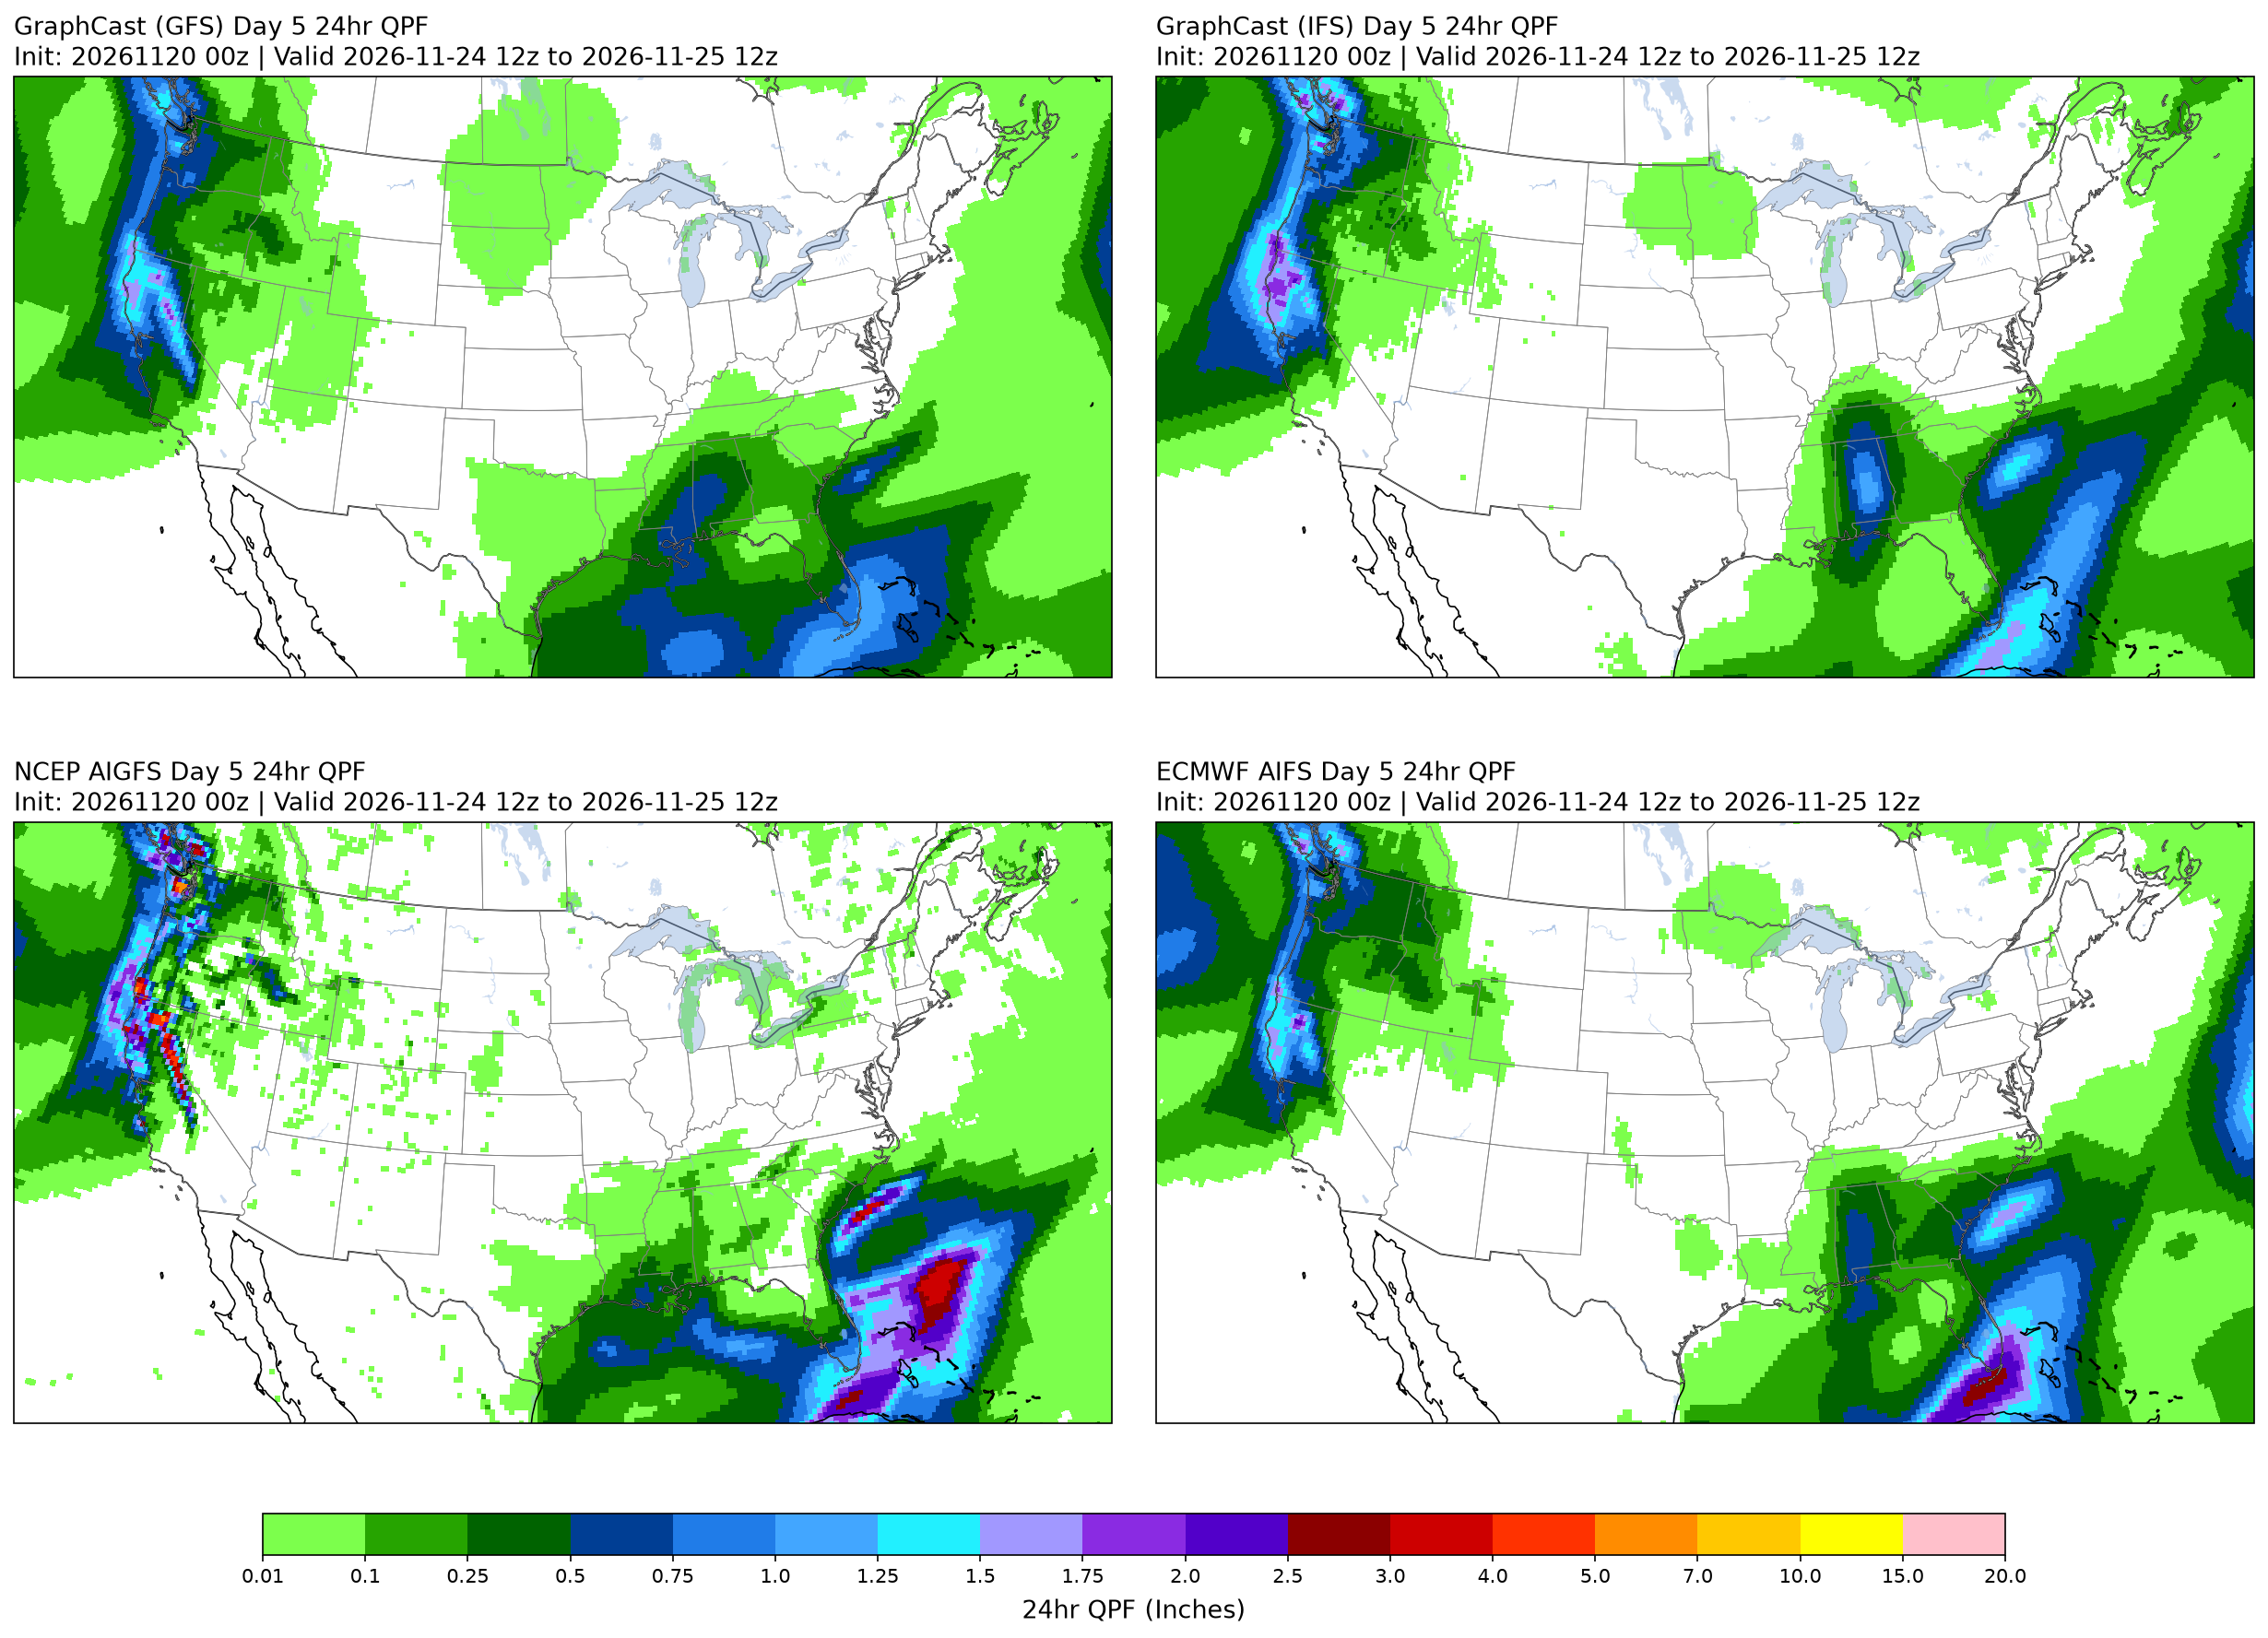 GraphCast (GFS) Day 5 24hr QPF
Init: 20261120 00z | Valid 2026-11-24 12z to 2026-11-25 12z
GraphCast (IFS) Day 5 24hr QPF
Init: 20261120 00z | Valid 2026-11-24 12z to 2026-11-25 12z
NCEP AIGFS Day 5 24hr QPF
Init: 20261120 00z | Valid 2026-11-24 12z to 2026-11-25 12z
ECMWF AIFS Day 5 24hr QPF
Init: 20261120 00z | Valid 2026-11-24 12z to 2026-11-25 12z
0.01 0.1 0.25 0.5 0.75 1.0 1.25 1.5 1.75 2.0 2.5 3.0 4.0 5.0 7.0 10.0 15.0 20.0
24hr QPF (Inches)